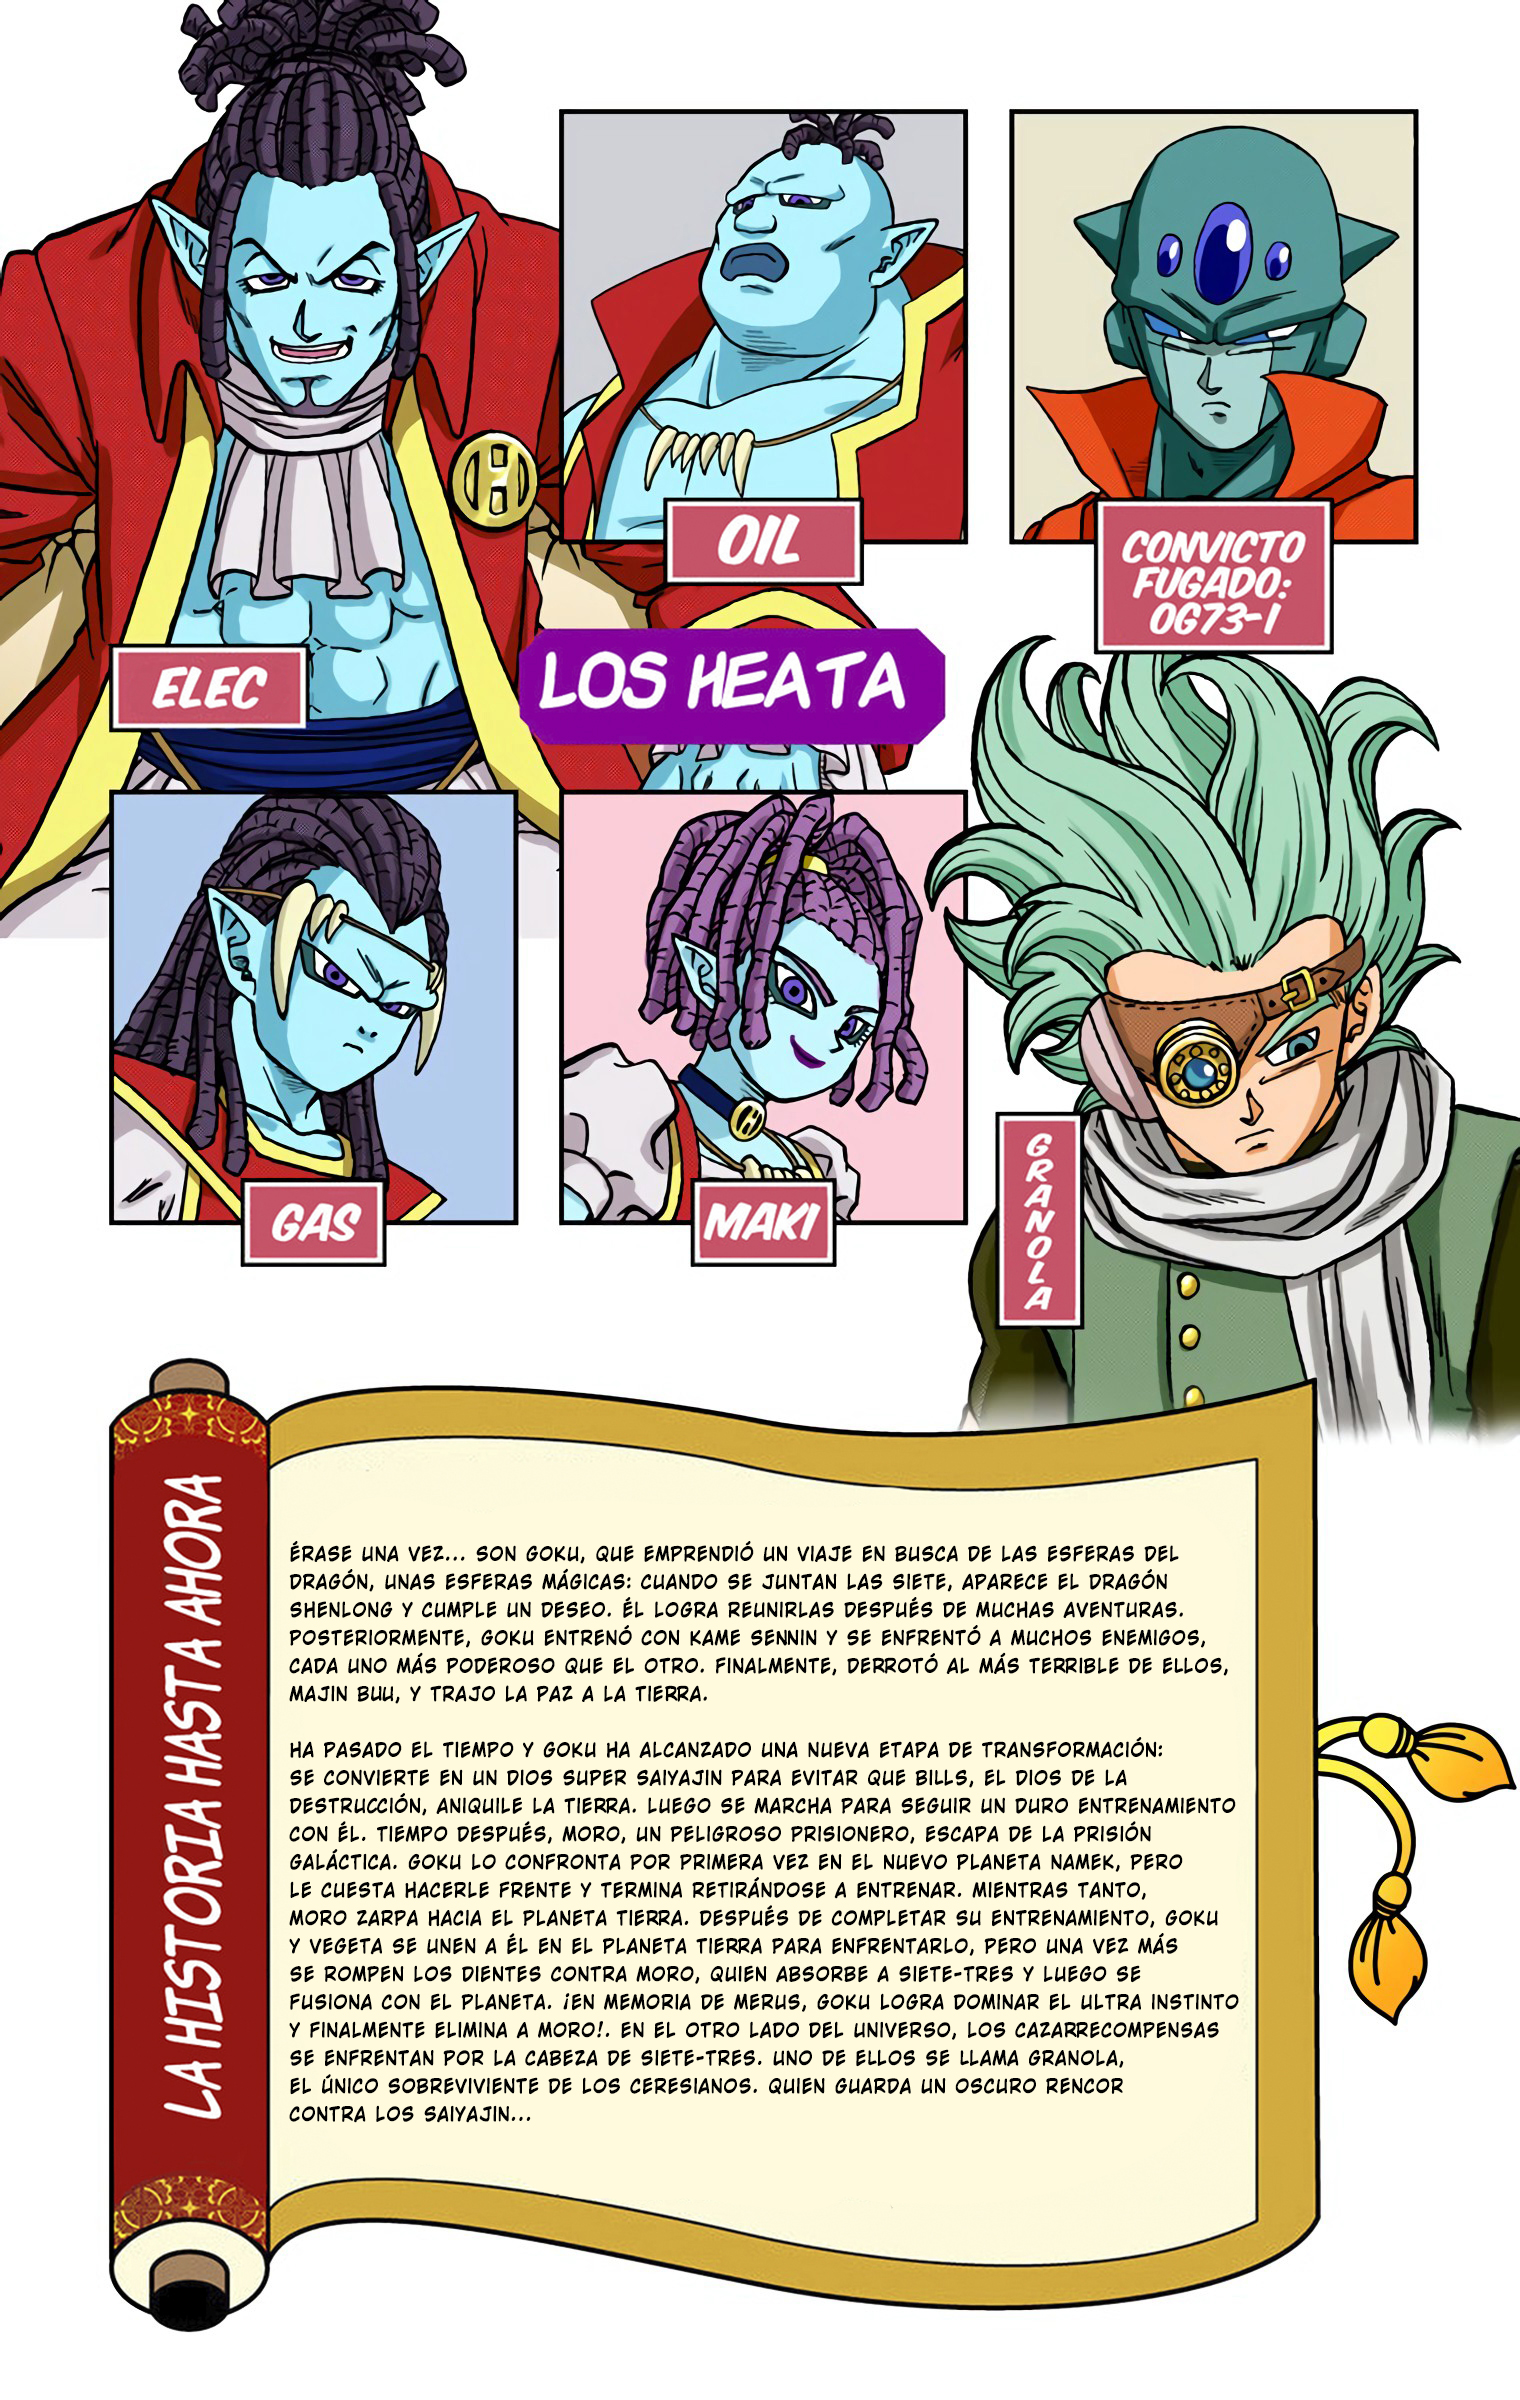 OIL
CONVICTO
FUGADO:
OG73-I
ELEC
LOS HEATA
GAS
MAKI
GRANOLA
LA HISTORIA HASTA AHORA
ÉRASE UNA VEZ... SON GOKU, QUE EMPRENDIÓ UN VIAJE EN BUSCA DE LAS ESFERAS DEL
DRAGÓN, UNAS ESFERAS MÁGICAS: CUANDO SE JUNTAN LAS SIETE, APARECE EL DRAGÓN
SHENLONG Y CUMPLE UN DESEO. ÉL LOGRA REUNIRLAS DESPUÉS DE MUCHAS AVENTURAS.
POSTERIORMENTE, GOKU ENTRENÓ CON KAME SENNIN Y SE ENFRENTÓ A MUCHOS ENEMIGOS,
CADA UNO MÁS PODEROSO QUE EL OTRO. FINALMENTE, DERROTÓ AL MÁS TERRIBLE DE ELLOS,
MAJIN BUU, Y TRAJO LA PAZ A LA TIERRA.
HA PASADO EL TIEMPO Y GOKU HA ALCANZADO UNA NUEVA ETAPA DE TRANSFORMACIÓN:
SE CONVIERTE EN UN DIOS SUPER SAIYAJIN PARA EVITAR QUE BILLS, EL DIOS DE LA
DESTRUCCIÓN, ANIQUILE LA TIERRA. LUEGO SE MARCHA PARA SEGUIR UN DURO ENTRENAMIENTO
CON ÉL. TIEMPO DESPUÉS, MORO, UN PELIGROSO PRISIONERO, ESCAPA DE LA PRISIÓN
GALÁCTICA. GOKU LO CONFRONTA POR PRIMERA VEZ EN EL NUEVO PLANETA NAMEK, PERO
LE CUESTA HACERLE FRENTE Y TERMINA RETIRÁNDOSE A ENTRENAR. MIENTRAS TANTO,
MORO ZARPA HACIA EL PLANETA TIERRA. DESPUÉS DE COMPLETAR SU ENTRENAMIENTO, GOKU
Y VEGETA SE UNEN A ÉL EN EL PLANETA TIERRA PARA ENFRENTARLO, PERO UNA VEZ MÁS
SE ROMPEN LOS DIENTES CONTRA MORO, QUIEN ABSORBE A SIETE-TRES Y LUEGO SE
FUSIONA CON EL PLANETA. ¡EN MEMORIA DE MERUS, GOKU LOGRA DOMINAR EL ULTRA INSTINTO
Y FINALMENTE ELIMINA A MORO!. EN EL OTRO LADO DEL UNIVERSO, LOS CAZARRECOMPENSAS
SE ENFRENTAN POR LA CABEZA DE SIETE-TRES. UNO DE ELLOS SE LLAMA GRANOLA,
EL ÚNICO SOBREVIVIENTE DE LOS CERESIANOS. QUIEN GUARDA UN OSCURO RENCOR
CONTRA LOS SAIYAJIN...